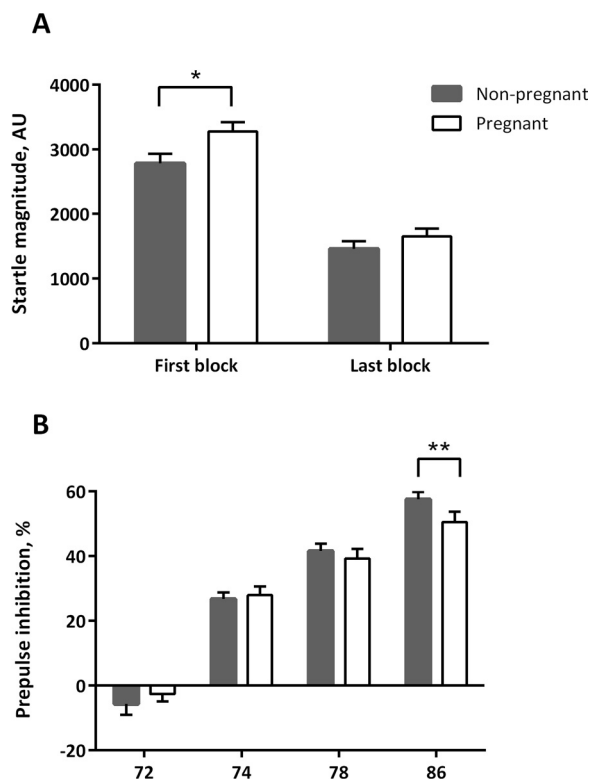 A
*
4000
3000
2000
1000
0
Startle magnitude, AU
First block
Last block
Non-pregnant
Pregnant
B
**
60
40
20
0
-20
Prepulse inhibition, %
72
74
78
86